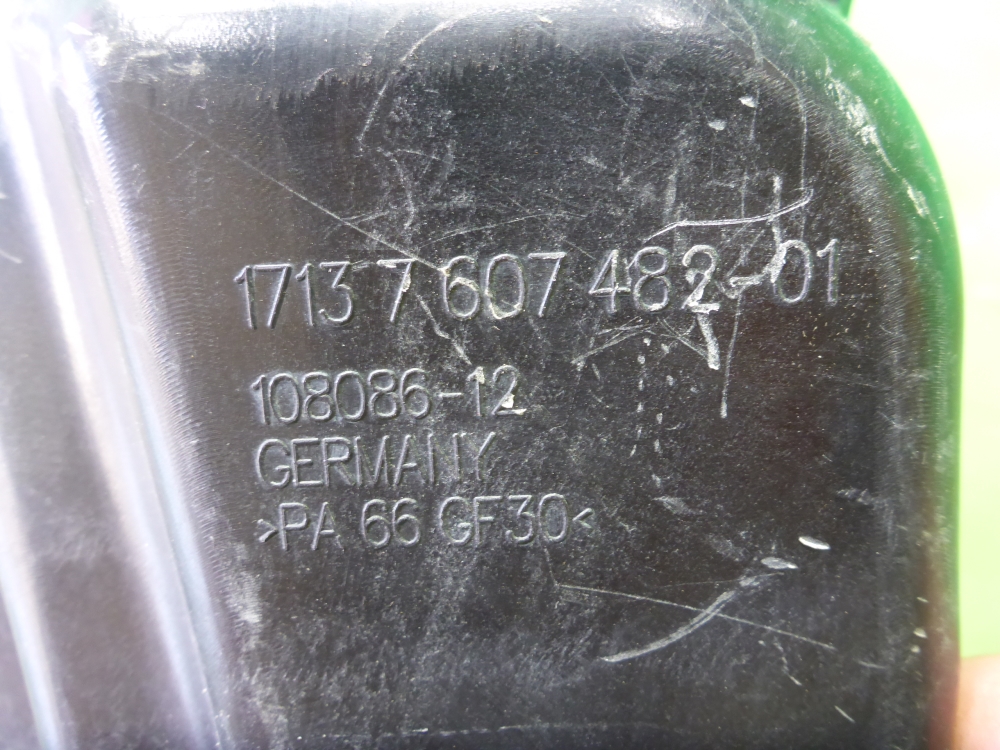 1713 7 607 482-01
108086-12
GERMANY
>PA 66 GF30<